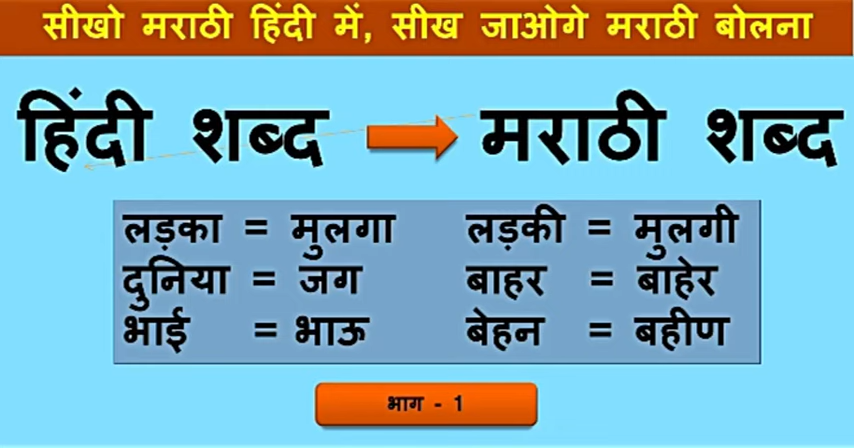 सीखो मराठी हिंदी में, सीख जाओगे मराठी बोलना
हिंदी शब्द मराठी शब्द
लड़का = मुलगा लड़की = मुलगी
दुनिया = जग बाहर = बाहेर
भाई = भाऊ बेहन = बहीण
भाग - 1